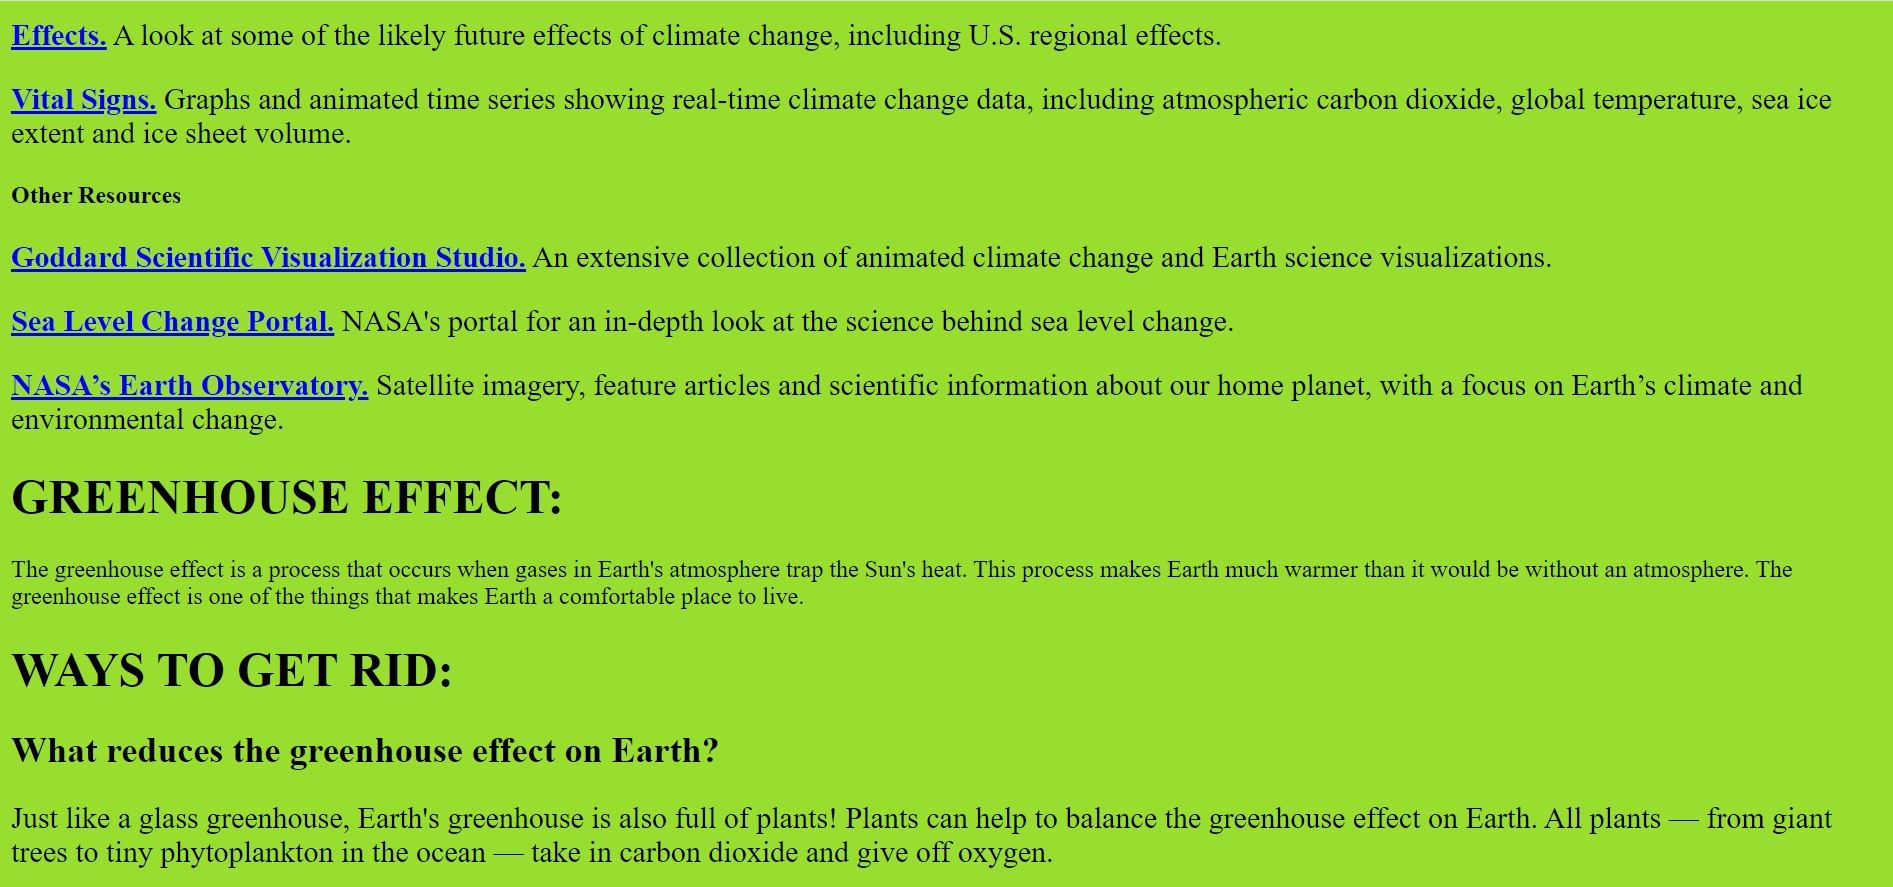 Effects. A look at some of the likely future effects of climate change, including U.S. regional effects.
Vital Signs. Graphs and animated time series showing real-time climate change data, including atmospheric carbon dioxide, global temperature, sea ice
extent and ice sheet volume.
Other Resources
Goddard Scientific Visualization Studio. An extensive collection of animated climate change and Earth science visualizations.
Sea Level Change Portal. NASA's portal for an in-depth look at the science behind sea level change.
NASA’s Earth Observatory. Satellite imagery, feature articles and scientific information about our home planet, with a focus on Earth’s climate and
environmental change.
GREENHOUSE EFFECT:
The greenhouse effect is a process that occurs when gases in Earth's atmosphere trap the Sun's heat. This process makes Earth much warmer than it would be without an atmosphere. The
greenhouse effect is one of the things that makes Earth a comfortable place to live.
WAYS TO GET RID:
What reduces the greenhouse effect on Earth?
Just like a glass greenhouse, Earth's greenhouse is also full of plants! Plants can help to balance the greenhouse effect on Earth. All plants — from giant
trees to tiny phytoplankton in the ocean — take in carbon dioxide and give off oxygen.